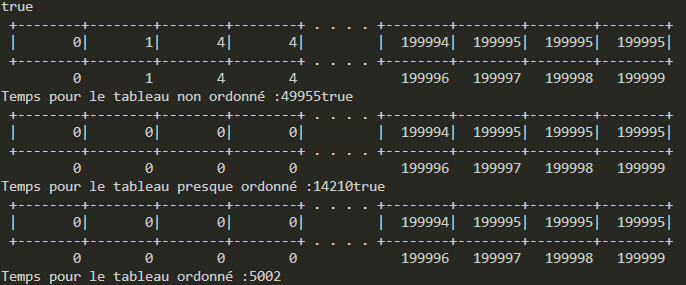 true
+--------+--------+--------+--------+ . . . . +--------+--------+--------+--------+
|       0|       1|       4|       4|         |  199994|  199995|  199995|  199995|
+--------+--------+--------+--------+ . . . . +--------+--------+--------+--------+
        0        1        4        4             199996   199997   199998   199999
Temps pour le tableau non ordonné :49955true
+--------+--------+--------+--------+ . . . . +--------+--------+--------+--------+
|       0|       0|       0|       0|         |  199994|  199995|  199995|  199995|
+--------+--------+--------+--------+ . . . . +--------+--------+--------+--------+
        0        0        0        0             199996   199997   199998   199999
Temps pour le tableau presque ordonné :14210true
+--------+--------+--------+--------+ . . . . +--------+--------+--------+--------+
|       0|       0|       0|       0|         |  199994|  199995|  199995|  199995|
+--------+--------+--------+--------+ . . . . +--------+--------+--------+--------+
        0        0        0        0             199996   199997   199998   199999
Temps pour le tableau ordonné :5002